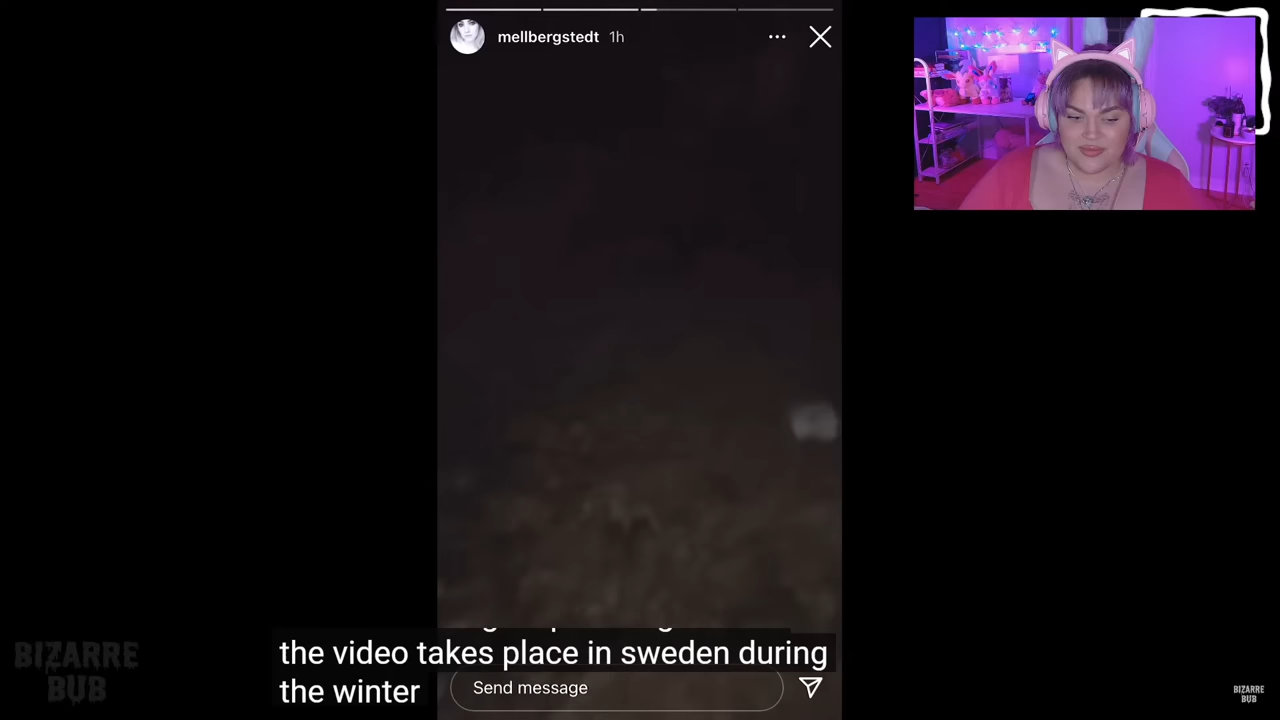 mellbergstedt 1h
the video takes place in sweden during
the winter
Send message
BIZARRE
BUB
BIZARRE
BUB